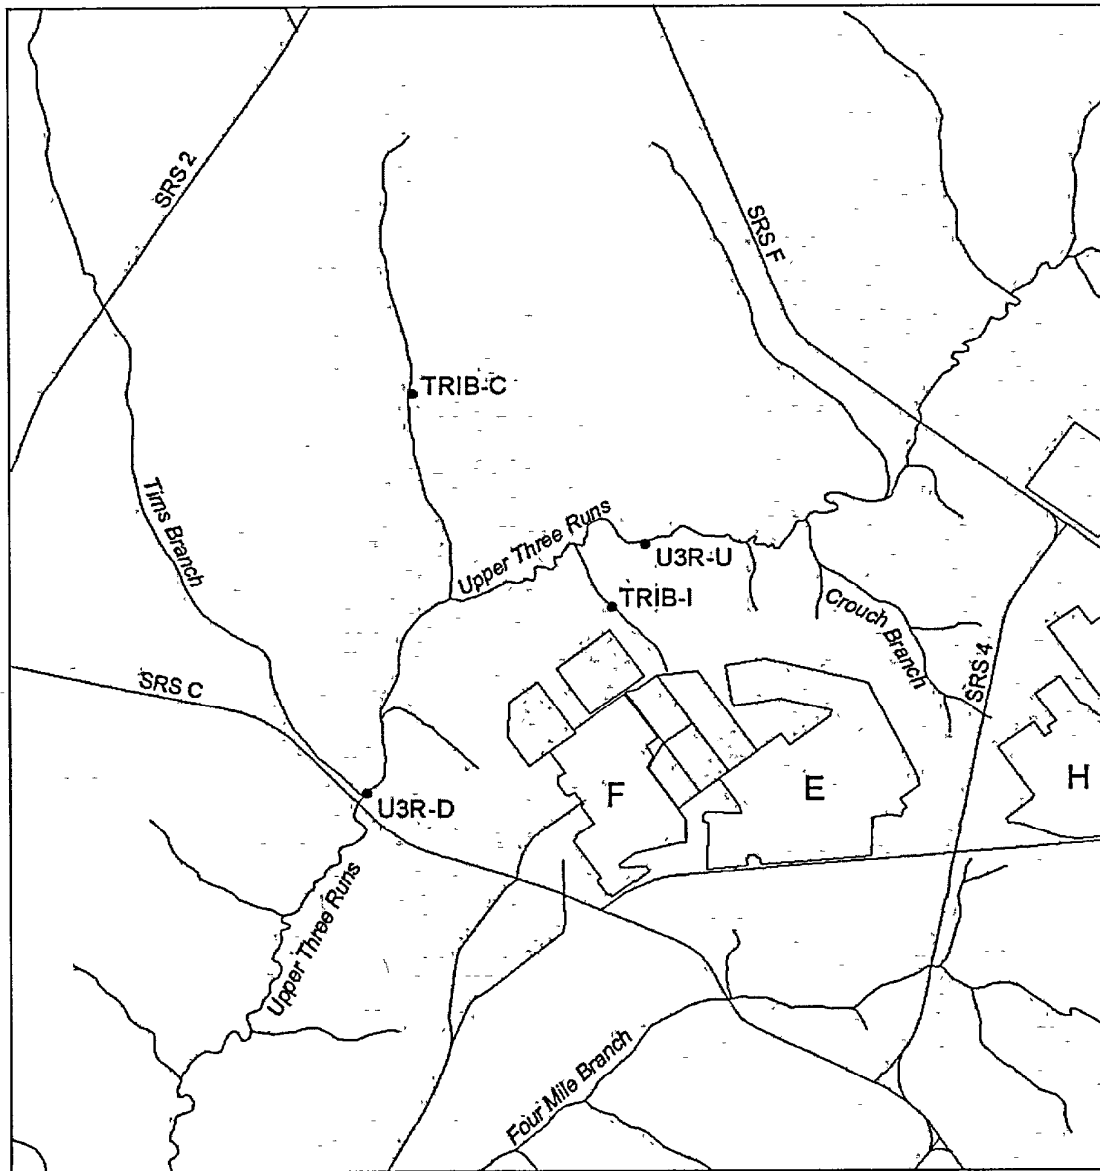 SRS 2
SRS F
TRIB-C
Tims Branch
Upper Three Runs
U3R-U
TRIB-I
Crouch Branch
SRS C
SRS 4
U3R-D
F
E
H
Upper Three Runs
Four Mile Branch